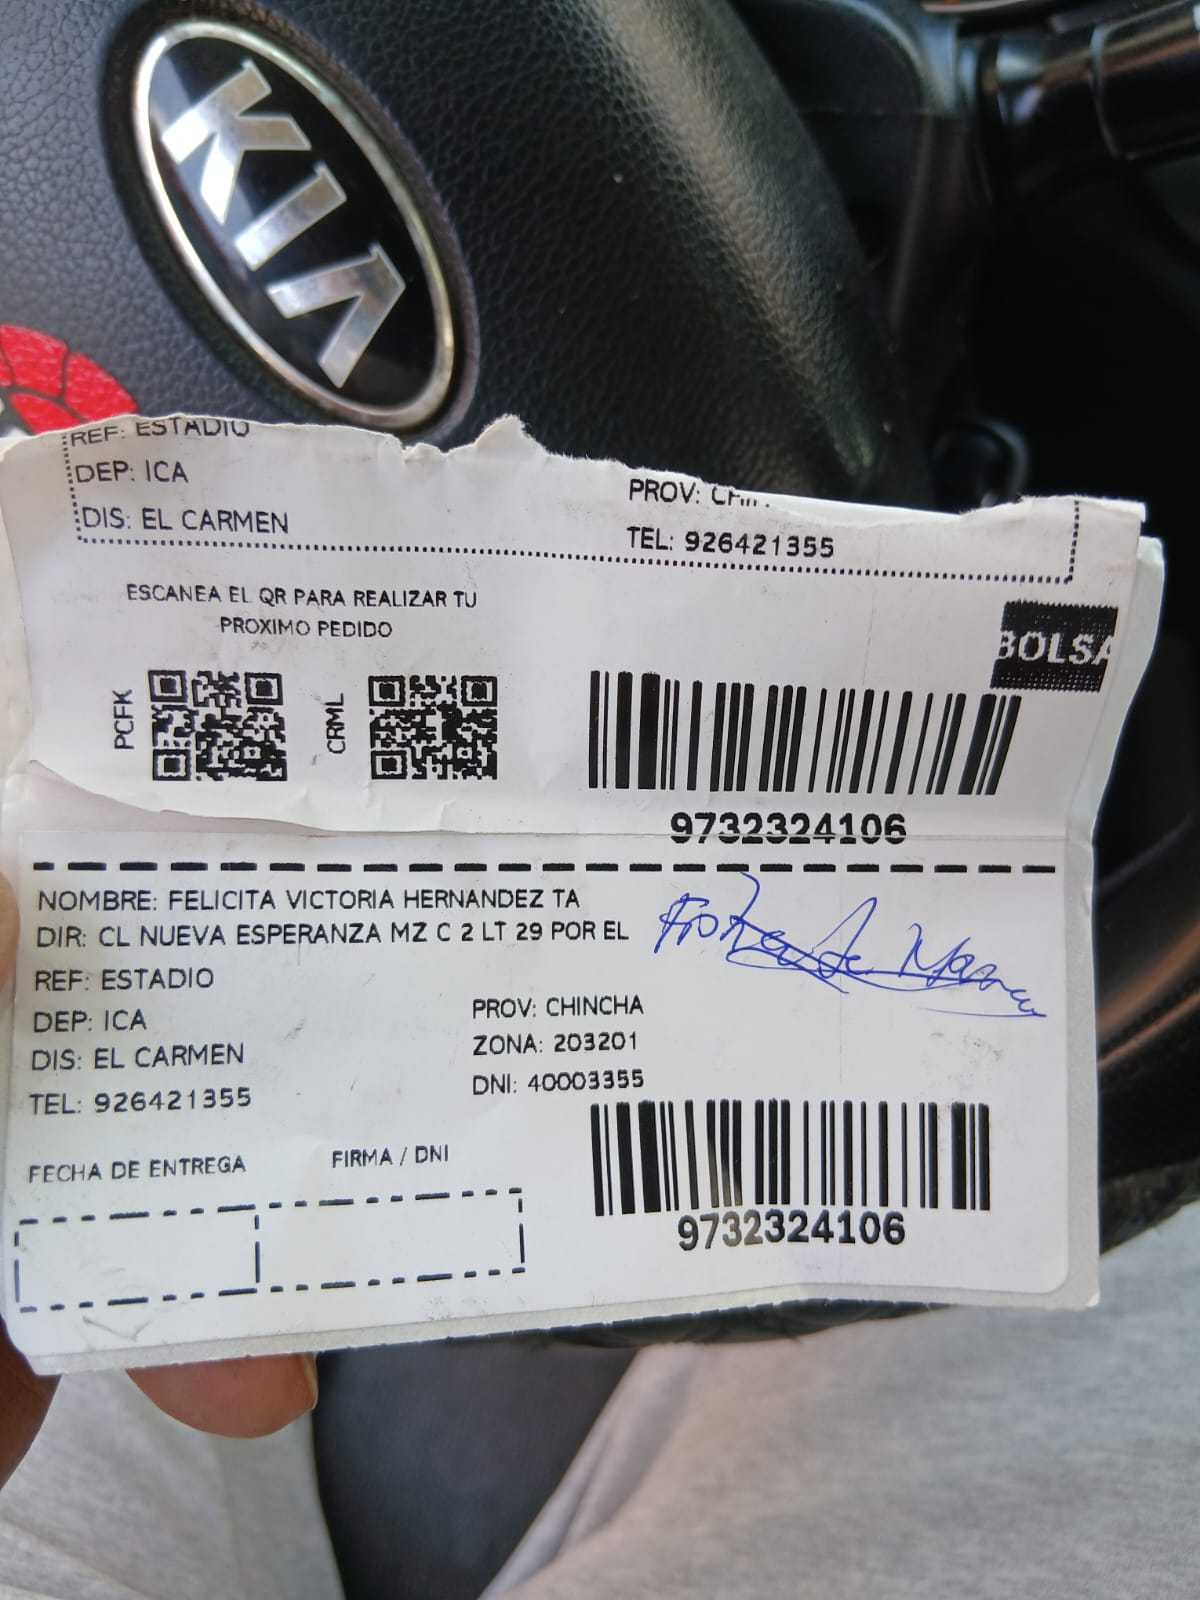 KIA
REF: ESTADIO
DEP: ICA
PROV:
DIS: EL CARMEN
TEL: 926421355
ESCANEA EL QR PARA REALIZAR TU
PROXIMO PEDIDO
BOLSA
PCFK
CRML
9732324106
NOMBRE: FELICITA VICTORIA HERNANDEZ TA
DIR: CL NUEVA ESPERANZA MZ C 2 LT 29 POR EL
REF: ESTADIO
DEP: ICA
PROV: CHINCHA
DIS: EL CARMEN
ZONA: 203201
TEL: 926421355
DNI: 40003355
FECHA DE ENTREGA
FIRMA / DNI
9732324106